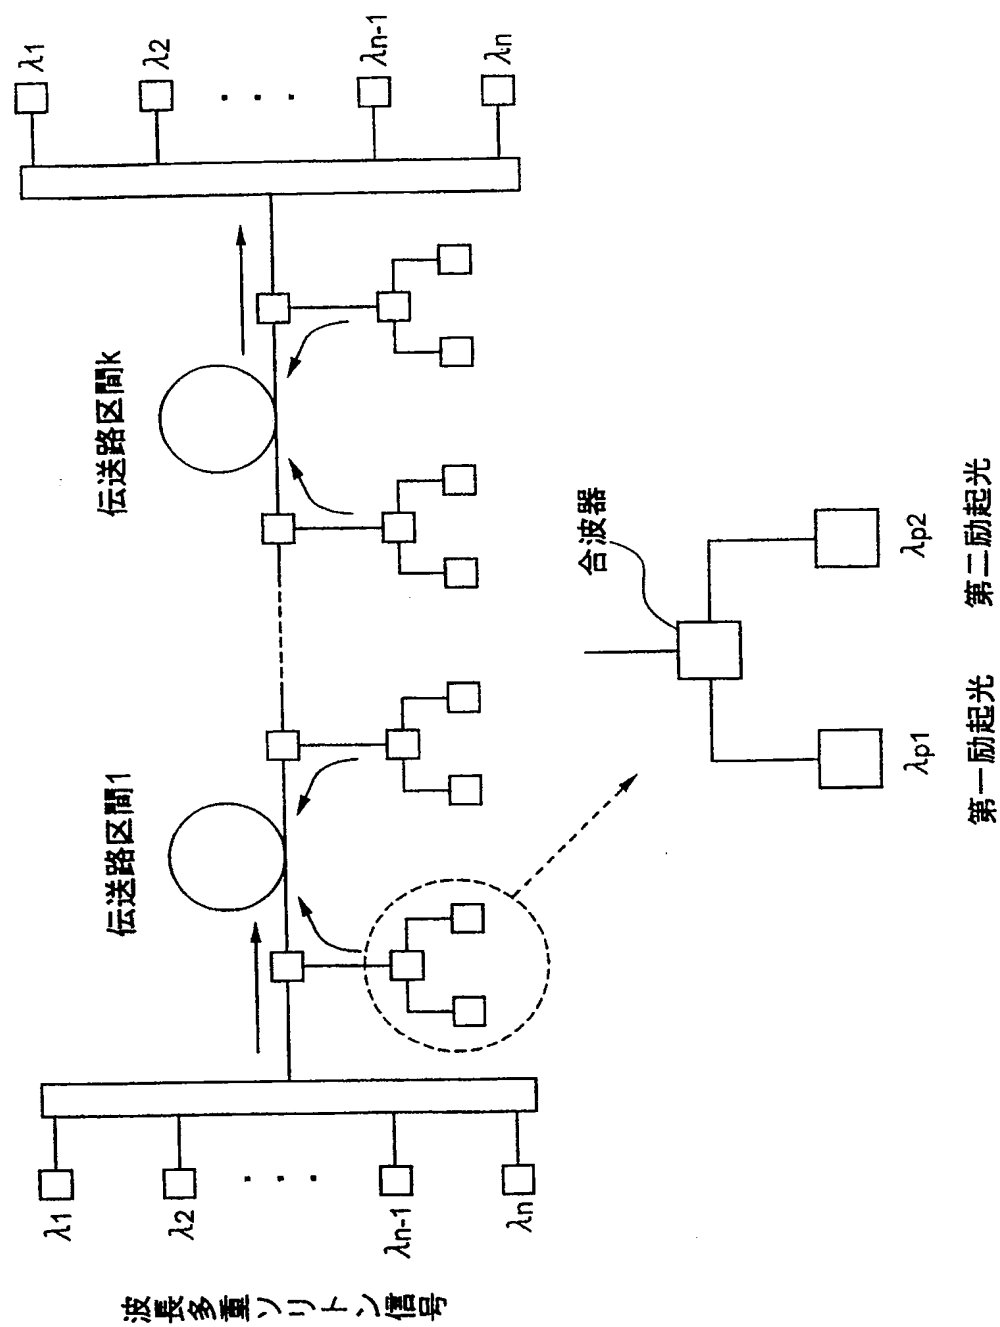 波長多重ソリトン信号
λ1
λ2
λn-1
λn
伝送路区間1
伝送路区間k
λ1
λ2
λn-1
λn
合波器
λp1
λp2
第一励起光
第二励起光